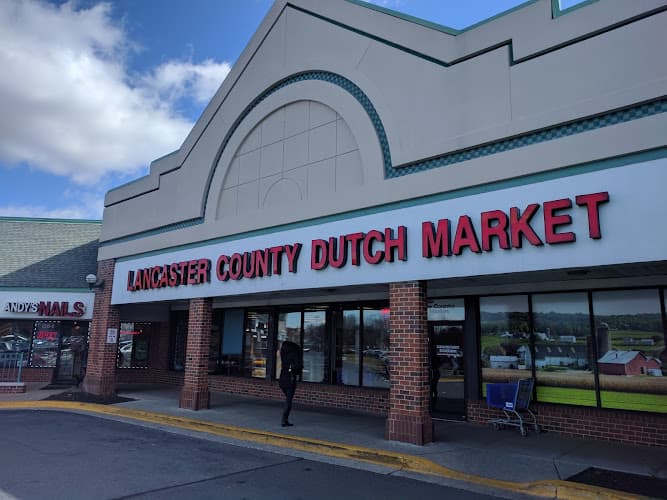 LANCASTER COUNTY DUTCH MARKET
ANDY'S NAILS